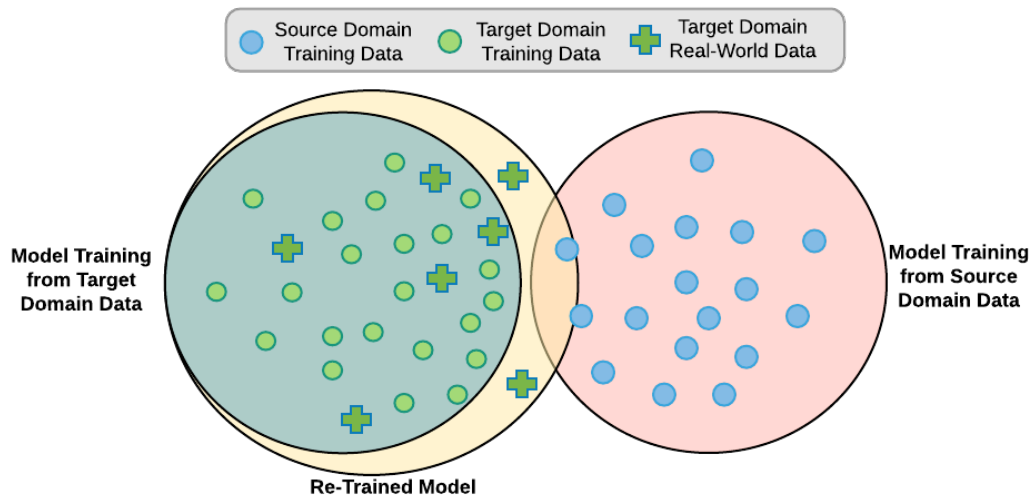 Source Domain
Training Data
Target Domain
Training Data
Target Domain
Real-World Data
Model Training
from Target
Domain Data
Model Training
from Source
Domain Data
Re-Trained Model